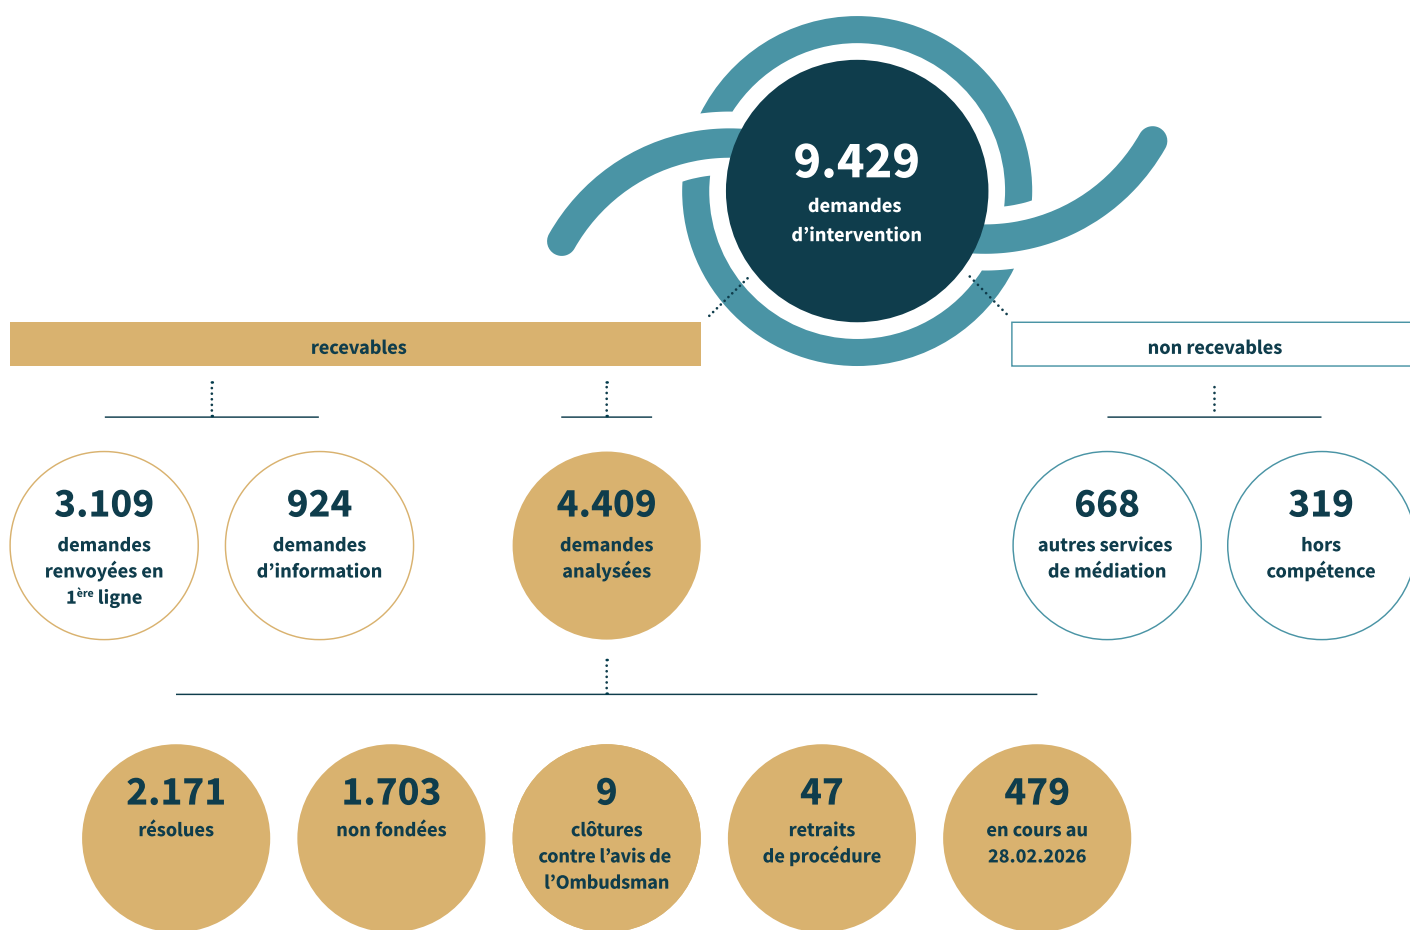 9.429
demandes
d’intervention
recevables
non recevables
3.109
demandes
renvoyées en
1ère ligne
924
demandes
d’information
4.409
demandes
analysées
668
autres services
de médiation
319
hors
compétence
2.171
résolues
1.703
non fondées
9
clôtures
contre l’avis de
l’Ombudsman
47
retraits
de procédure
479
en cours au
28.02.2026